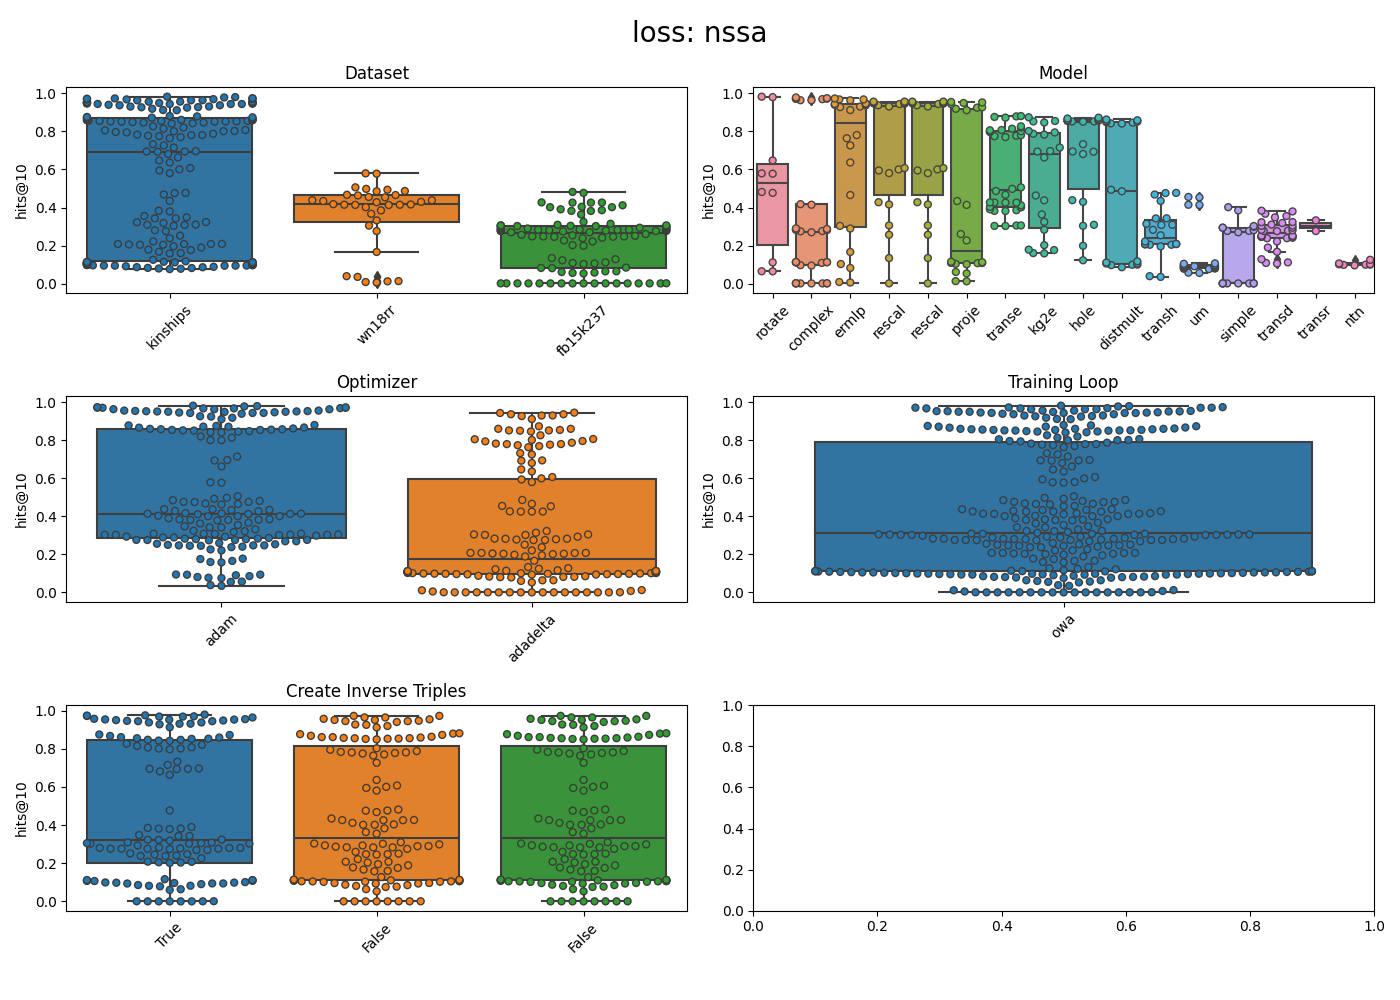 loss: nssa
Dataset
Model
hits@10
1.0
0.8
0.6
0.4
0.2
0.0
kinships
wn18rr
fb15k237
hits@10
1.0
0.8
0.6
0.4
0.2
0.0
rotate
complex
ermlp
rescal
rescal
proje
transe
kg2e
hole
distmult
transh
um
simple
transd
transr
ntn
Optimizer
Training Loop
hits@10
1.0
0.8
0.6
0.4
0.2
0.0
adam
adadelta
hits@10
1.0
0.8
0.6
0.4
0.2
0.0
owa
Create Inverse Triples
hits@10
1.0
0.8
0.6
0.4
0.2
0.0
True
False
False
1.0
0.8
0.6
0.4
0.2
0.0
0.0
0.2
0.4
0.6
0.8
1.0